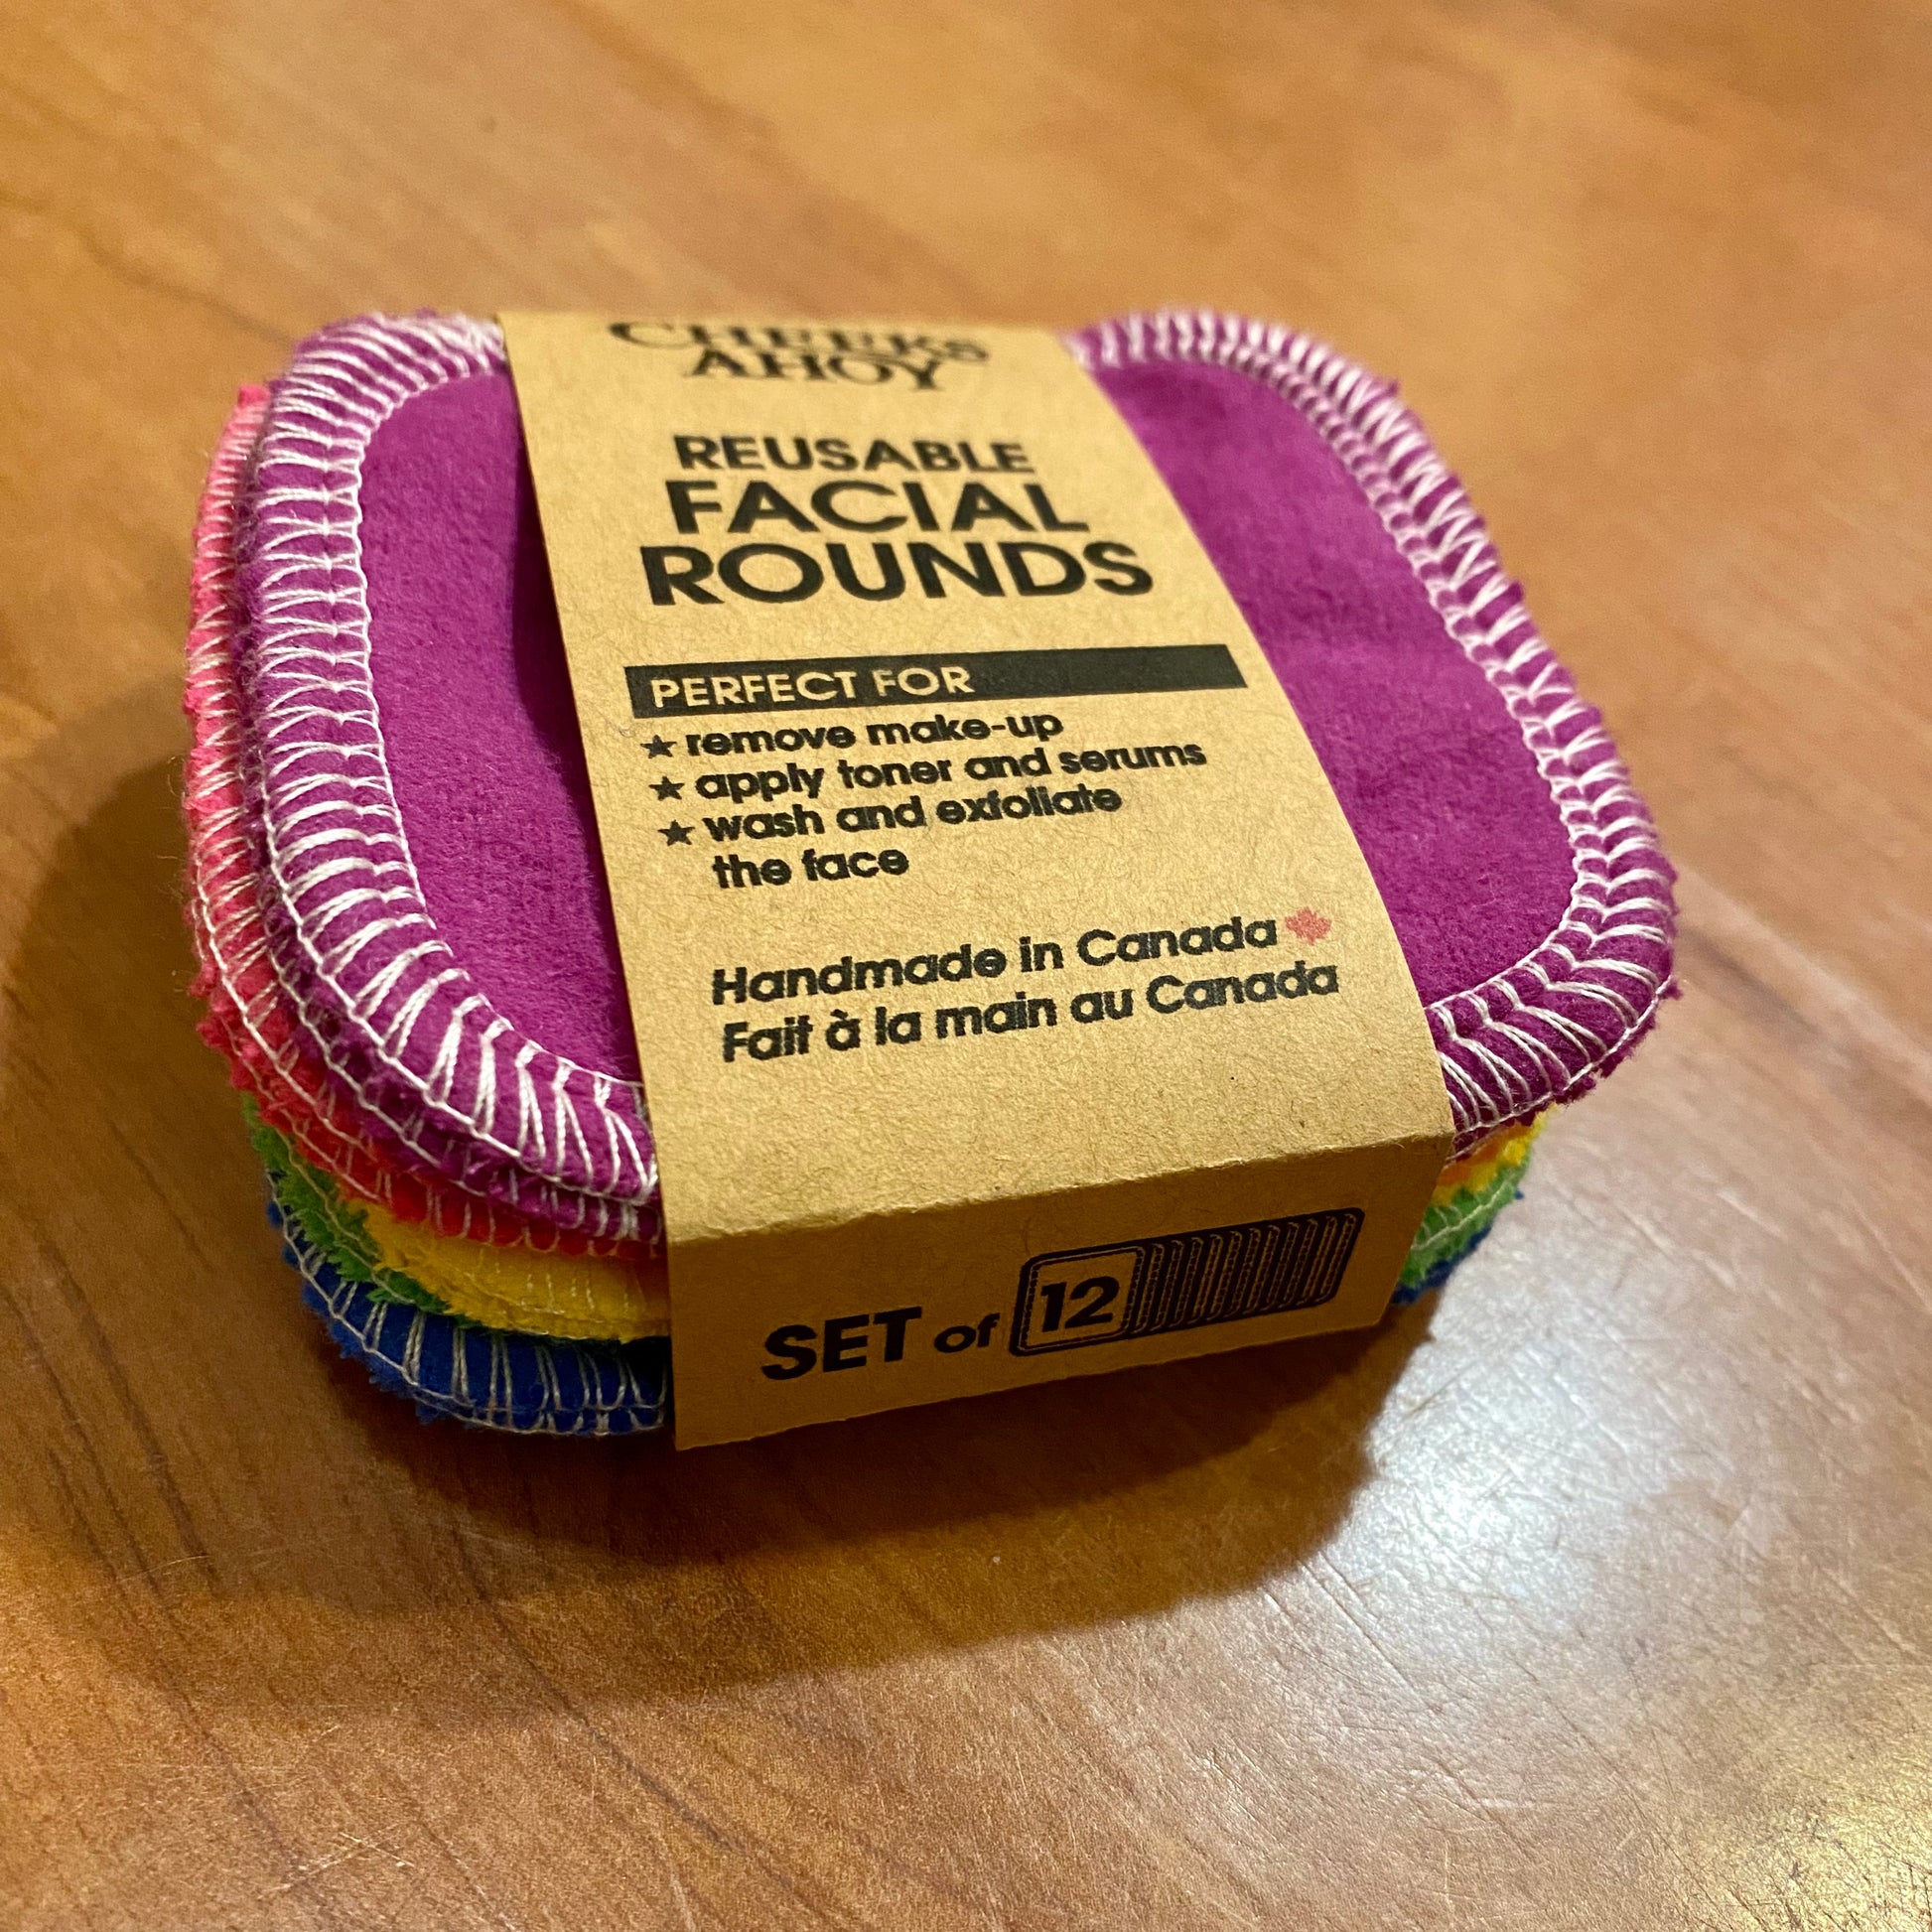 CHEEKS
AHOY
REUSABLE
FACIAL
ROUNDS
PERFECT FOR
★ remove make-up
★ apply toner and serums
★ wash and exfoliate
the face
Handmade in Canada
Fait à la main au Canada
SET of 12